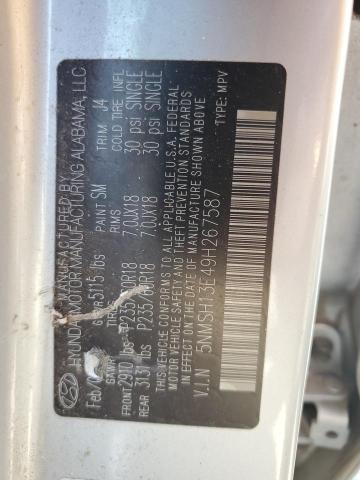 MANUFACTURED BY
HYUNDAI MOTOR MANUFACTURING ALABAMA, LLC
Feb/ PAINT SM TRIM J4
5115 lbs
RIMS COLD TIRE INFL
FRONT 2910 lbs P235/60R18 7.0JX18 30 psi SINGLE
REAR 3131 lbs P235/60R18 7.0JX18 30 psi SINGLE
THIS VEHICLE CONFORMS TO ALL APPLICABLE U.S.A. FEDERAL
MOTOR VEHICLE SAFETY AND THEFT PREVENTION STANDARDS
IN EFFECT ON THE DATE OF MANUFACTURE SHOWN ABOVE
V.I.N 5NMSH13E49H267587 TYPE: MPV